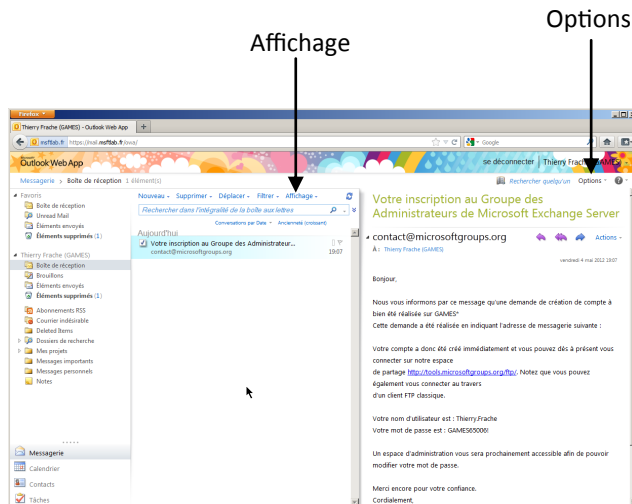 Options
Affichage
Firefox
Thierry Frache (GAMES) - Outlook Web App
msftlab.fr https://mail.msftlab.fr/owa/
Google
Outlook Web App
se déconnecter Thierry Frache (GAMES)
Messagerie > Boîte de réception 1 élément(s)
Rechercher quelqu'un Options
Favoris
Boîte de réception
Unread Mail
Éléments envoyés
Éléments supprimés (1)
Thierry Frache (GAMES)
Boîte de réception
Brouillons
Éléments envoyés
Éléments supprimés (1)
Abonnements RSS
Courrier indésirable
Deleted Items
Dossiers de recherche
Mes projets
Messages importants
Messages personnels
Notes
Messagerie
Calendrier
Contacts
Tâches
Nouveau Supprimer Déplacer Filtrer Affichage
Rechercher dans l'intégralité de la boîte aux lettres
Conversations par Date Ancienneté (croissant)
Aujourd'hui
Votre inscription au Groupe des Administrateur...
contact@microsoftgroups.org 19:07
Votre inscription au Groupe des
Administrateurs de Microsoft Exchange Server
contact@microsoftgroups.org Actions
À : Thierry Frache (GAMES)
vendredi 4 mai 2012 19:07
Bonjour,
Nous vous informons par ce message qu'une demande de création de compte à
bien été réalisée sur GAMES*
Cette demande a été réalisée en indiquant l'adresse de messagerie suivante :
Votre compte a donc été créé immédiatement et vous pouvez dès à présent vous
connecter sur notre espace
de partage http://tools.microsoftgroups.org/ftp/. Notez que vous pouvez
également vous connecter au travers
d'un client FTP classique.
Votre nom d'utilisateur est : Thierry.Frache
Votre mot de passe est : GAMES65006!
Un espace d'administration vous sera prochainement accessible afin de pouvoir
modifier votre mot de passe.
Merci encore pour votre confiance.
Cordialement,